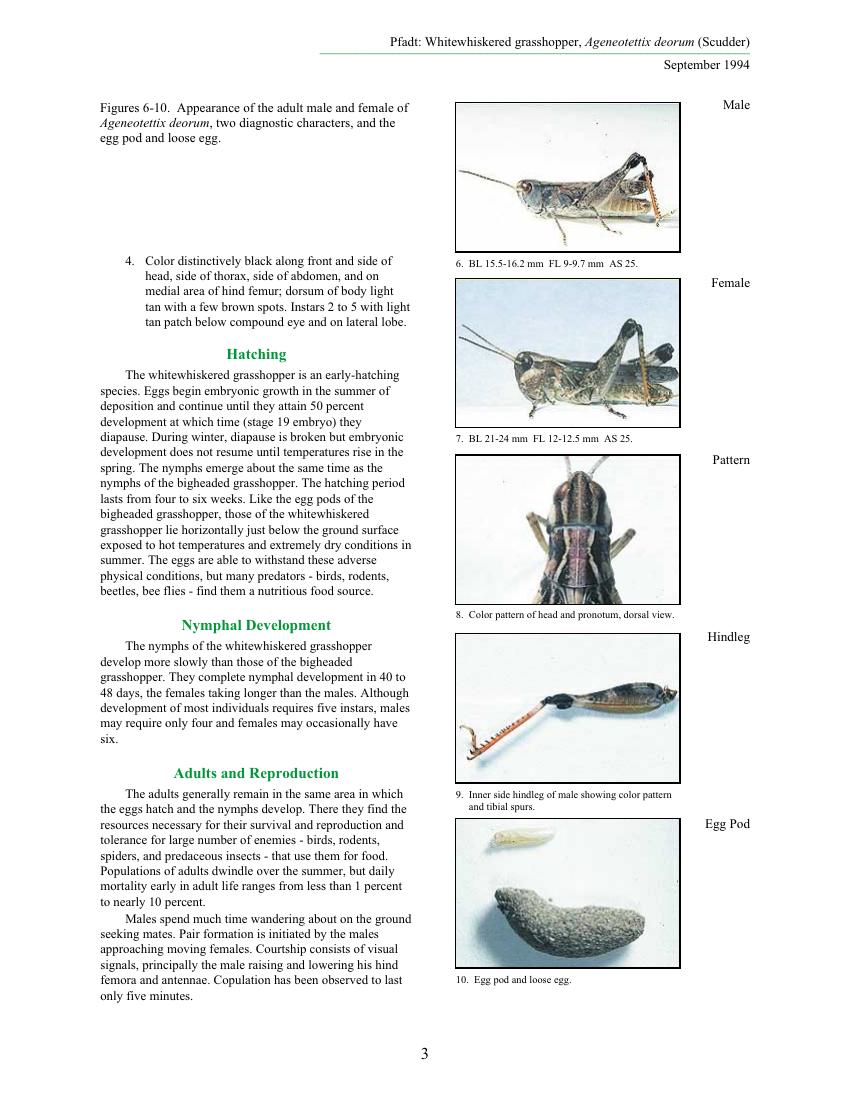 Pfadt: Whitewhiskered grasshopper, Ageneotettix deorum (Scudder)
September 1994
Figures 6-10. Appearance of the adult male and female of
Ageneotettix deorum, two diagnostic characters, and the
egg pod and loose egg.
4. Color distinctively black along front and side of
head, side of thorax, side of abdomen, and on
medial area of hind femur; dorsum of body light
tan with a few brown spots. Instars 2 to 5 with light
tan patch below compound eye and on lateral lobe.
Hatching
The whitewhiskered grasshopper is an early-hatching
species. Eggs begin embryonic growth in the summer of
deposition and continue until they attain 50 percent
development at which time (stage 19 embryo) they
diapause. During winter, diapause is broken but embryonic
development does not resume until temperatures rise in the
spring. The nymphs emerge about the same time as the
nymphs of the bigheaded grasshopper. The hatching period
lasts from four to six weeks. Like the egg pods of the
bigheaded grasshopper, those of the whitewhiskered
grasshopper lie horizontally just below the ground surface
exposed to hot temperatures and extremely dry conditions in
summer. The eggs are able to withstand these adverse
physical conditions, but many predators - birds, rodents,
beetles, bee flies - find them a nutritious food source.
Nymphal Development
The nymphs of the whitewhiskered grasshopper
develop more slowly than those of the bigheaded
grasshopper. They complete nymphal development in 40 to
48 days, the females taking longer than the males. Although
development of most individuals requires five instars, males
may require only four and females may occasionally have
six.
Adults and Reproduction
The adults generally remain in the same area in which
the eggs hatch and the nymphs develop. There they find the
resources necessary for their survival and reproduction and
tolerance for large number of enemies - birds, rodents,
spiders, and predaceous insects - that use them for food.
Populations of adults dwindle over the summer, but daily
mortality early in adult life ranges from less than 1 percent
to nearly 10 percent.
Males spend much time wandering about on the ground
seeking mates. Pair formation is initiated by the males
approaching moving females. Courtship consists of visual
signals, principally the male raising and lowering his hind
femora and antennae. Copulation has been observed to last
only five minutes.
Male
6. BL 15.5-16.2 mm FL 9-9.7 mm AS 25.
Female
7. BL 21-24 mm FL 12-12.5 mm AS 25.
Pattern
8. Color pattern of head and pronotum, dorsal view.
Hindleg
9. Inner side hindleg of male showing color pattern
and tibial spurs.
Egg Pod
10. Egg pod and loose egg.
3